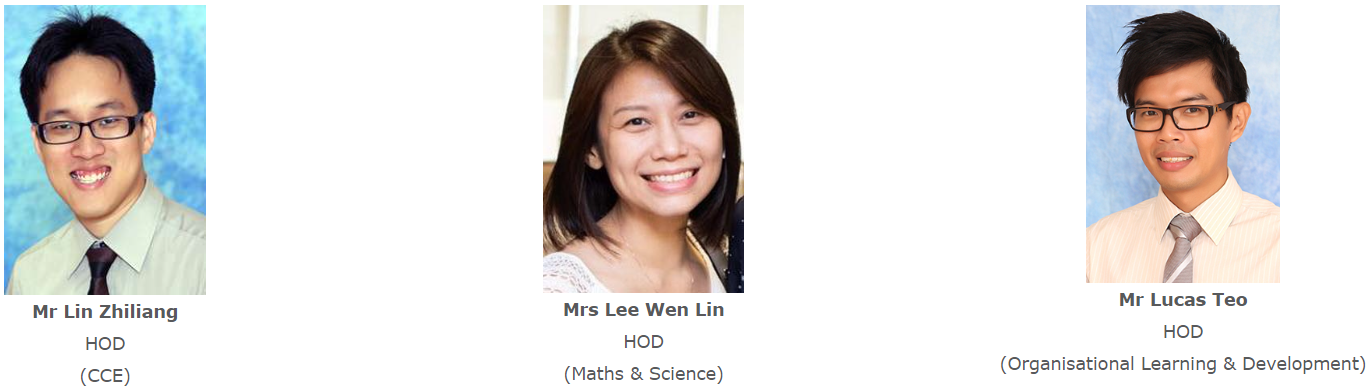 Mr Lin Zhiliang
HOD
(CCE)
Mrs Lee Wen Lin
HOD
(Maths & Science)
Mr Lucas Teo
HOD
(Organisational Learning & Development)